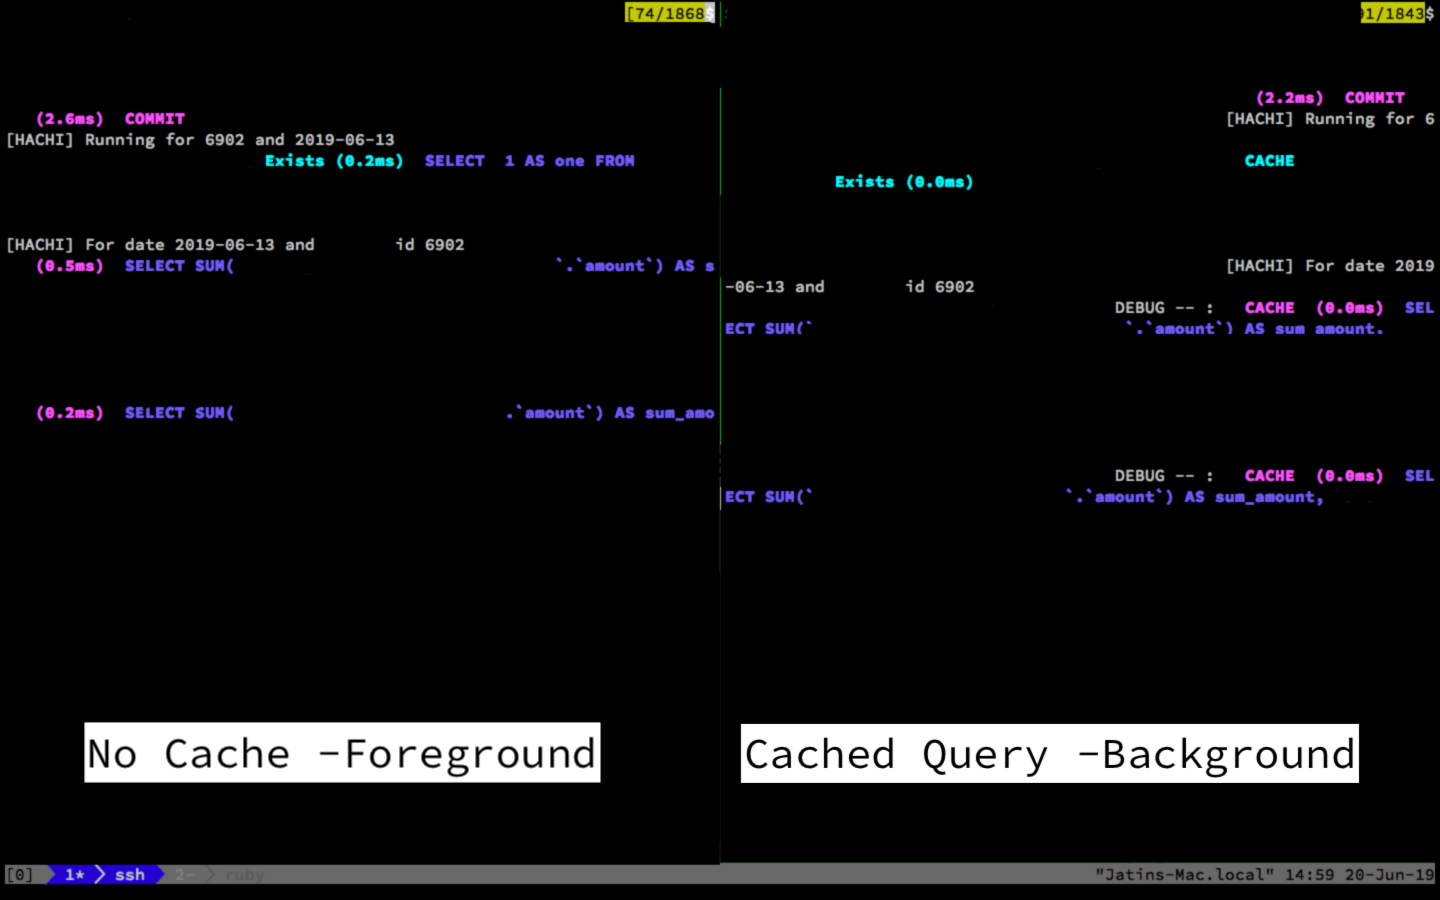 [74/1868$
1/1843$
(2.6ms) COMMIT
[HACHI] Running for 6902 and 2019-06-13
Exists (0.2ms) SELECT 1 AS one FROM
[HACHI] For date 2019-06-13 and id 6902
(0.5ms) SELECT SUM( `.`amount`) AS s
(0.2ms) SELECT SUM( .`amount`) AS sum_amo
No Cache -Foreground
(2.2ms) COMMIT
[HACHI] Running for 6
CACHE
Exists (0.0ms)
[HACHI] For date 2019
-06-13 and id 6902
DEBUG -- : CACHE (0.0ms) SEL
ECT SUM(` `.`amount`) AS sum amount.
DEBUG -- : CACHE (0.0ms) SEL
ECT SUM(` `.`amount`) AS sum_amount,
Cached Query -Background
[0] 1* ssh 2- ruby "Jatins-Mac.local" 14:59 20-Jun-19